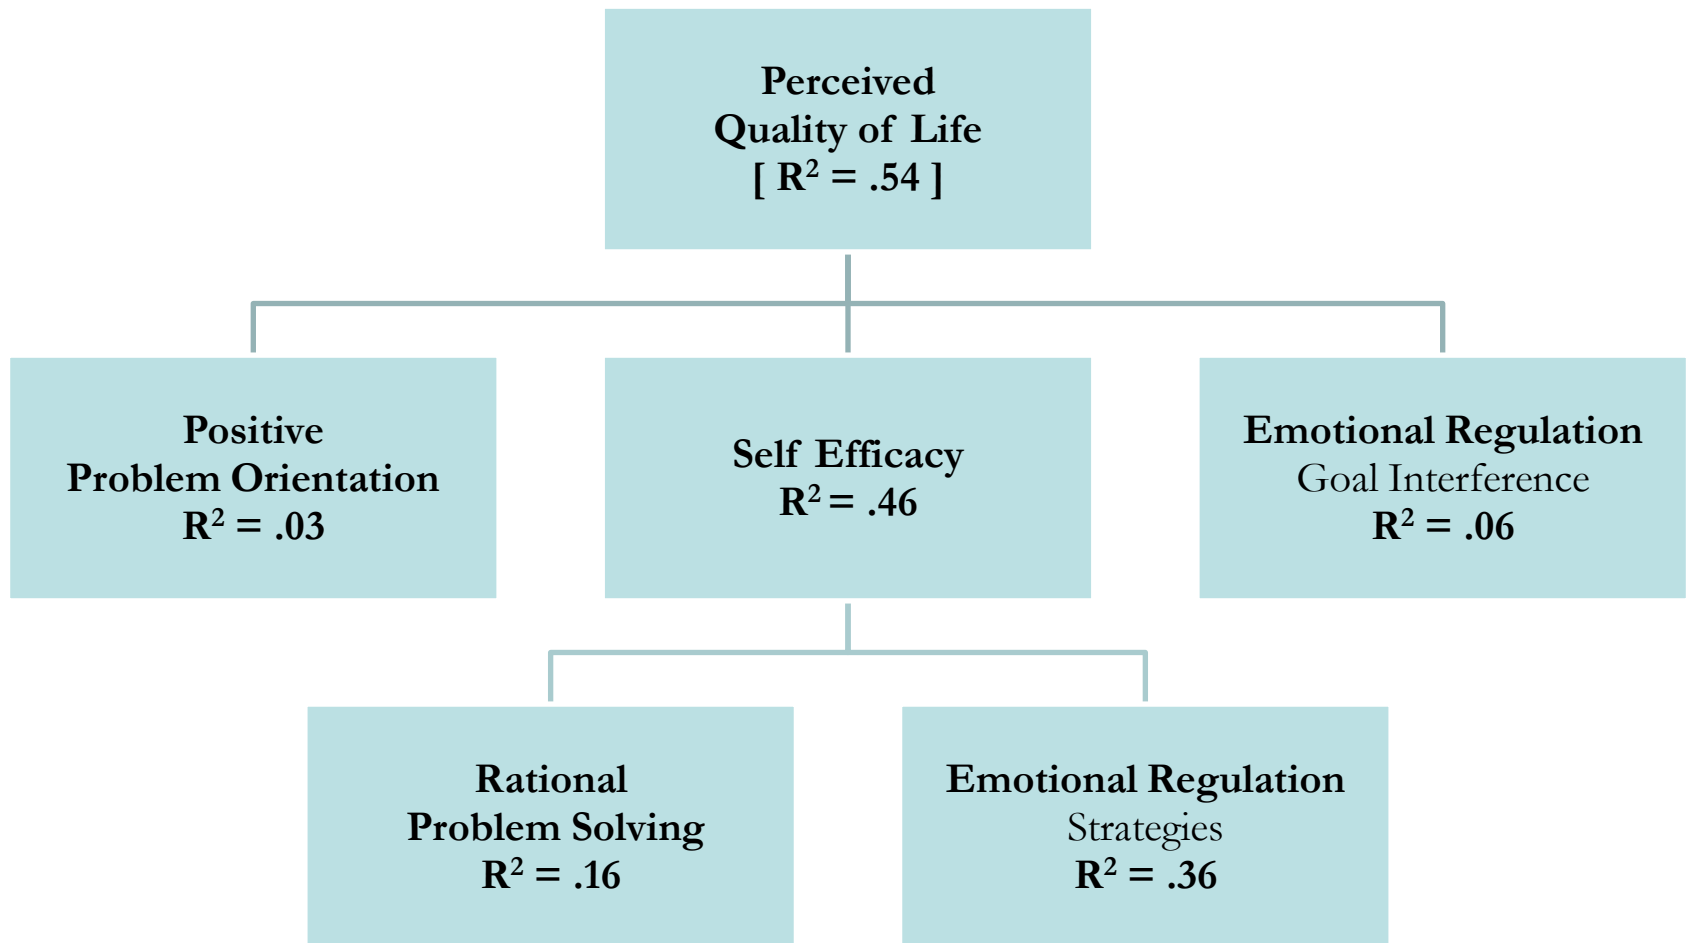 Perceived
Quality of Life
[ R² = .54 ]
Positive
Problem Orientation
R² = .03
Self Efficacy
R² = .46
Emotional Regulation
Goal Interference
R² = .06
Rational
Problem Solving
R² = .16
Emotional Regulation
Strategies
R² = .36